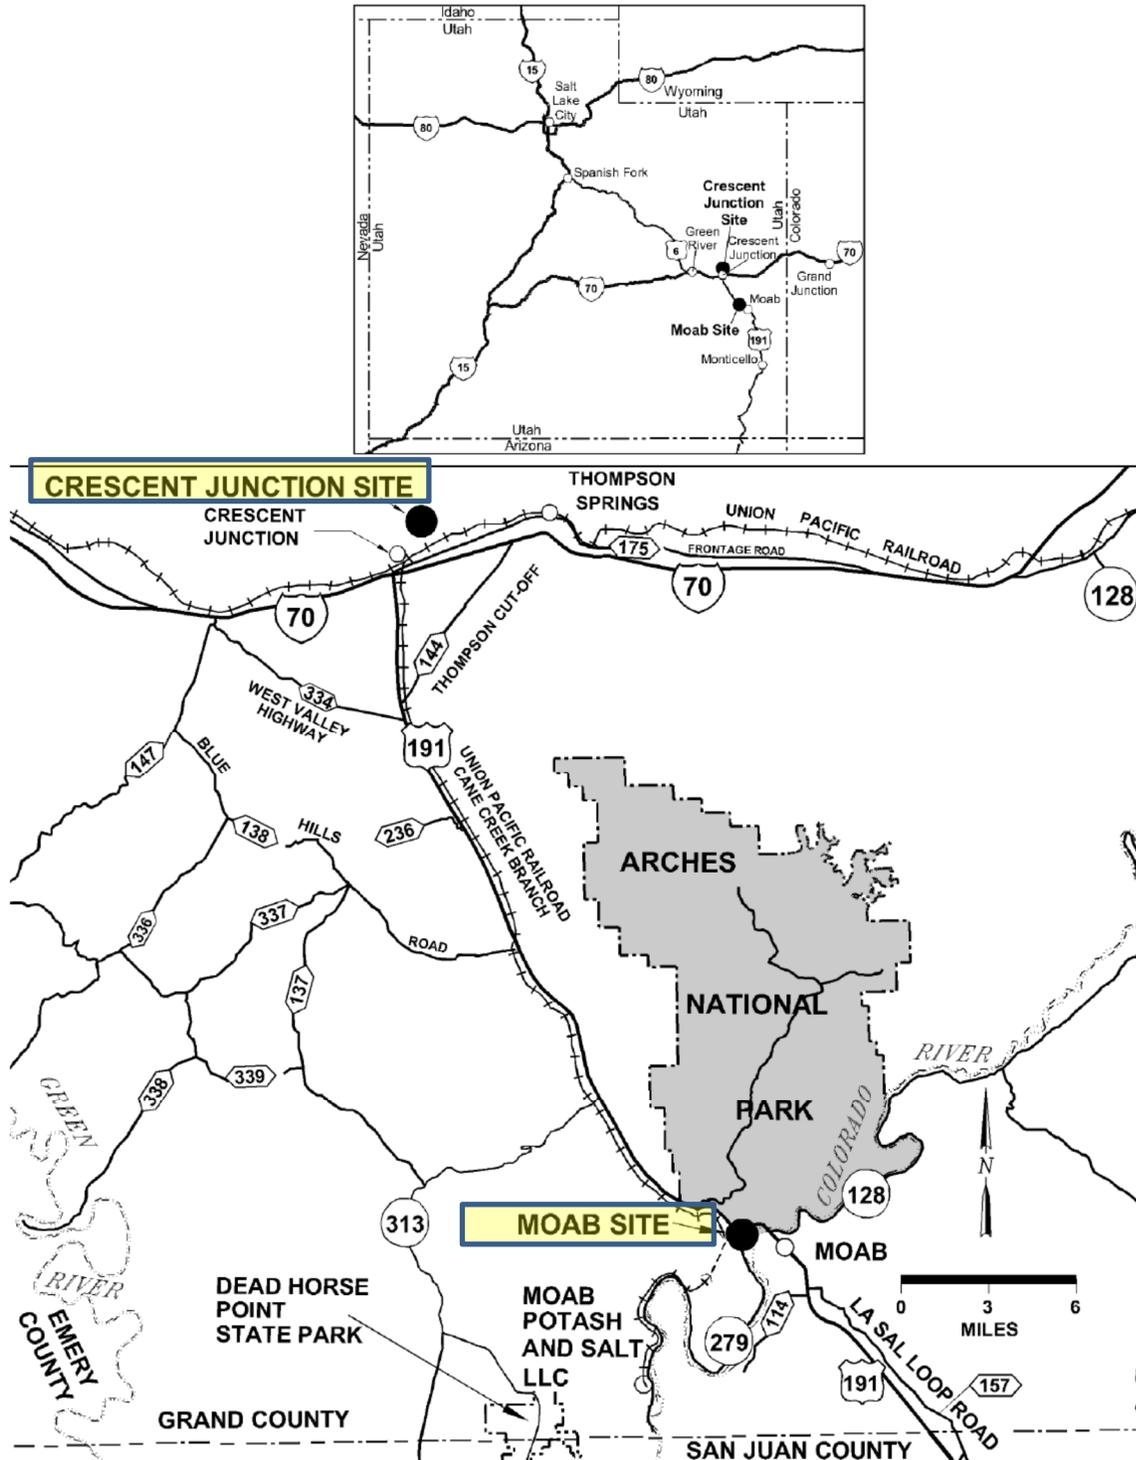 Idaho
Utah
15
80
Wyoming
Utah
Salt
Lake
City
80
Spanish Fork
Nevada
Utah
Crescent
Junction
Site
Utah
Colorado
Green
River
Crescent
Junction
6
70
Grand
Junction
70
Moab
Moab Site
191
Monticello
15
Utah
Arizona
CRESCENT JUNCTION SITE
THOMPSON
SPRINGS
CRESCENT
JUNCTION
UNION PACIFIC RAILROAD
175
FRONTAGE ROAD
70
70
128
144
THOMPSON CUT-OFF
334
WEST VALLEY
HIGHWAY
191
147
BLUE HILLS ROAD
UNION PACIFIC RAILROAD
CANE CREEK BRANCH
138
236
ARCHES
NATIONAL
PARK
336
337
137
338
339
GREEN
RIVER
COLORADO
RIVER
N
128
313
MOAB SITE
MOAB
DEAD HORSE
POINT
STATE PARK
MOAB
POTASH
AND SALT
LLC
279
114
0 3 6
MILES
LA SAL LOOP ROAD
191
157
EMERY
COUNTY
GRAND COUNTY
SAN JUAN COUNTY